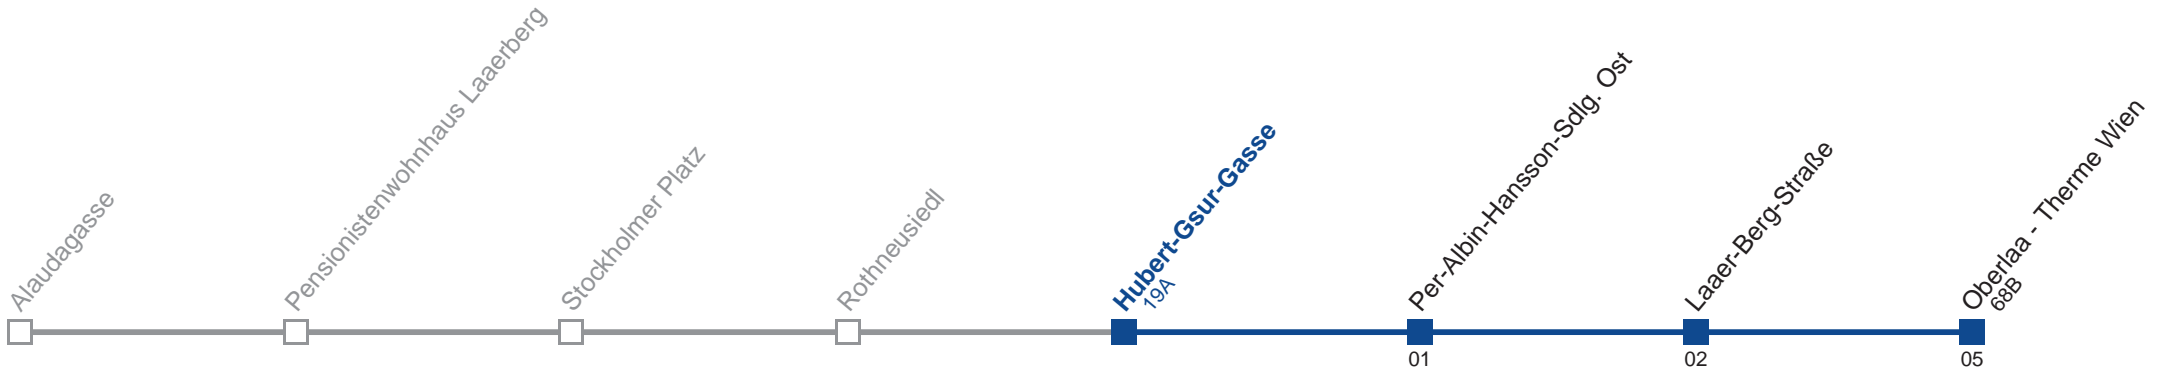 Alaudagasse
Pensionistenwohnhaus Laaerberg
Stockholmer Platz
Rothneusiedl
Hubert-Gsur-Gasse
19A
Per-Albin-Hansson-Sdlg. Ost
Laaer-Berg-Straße
Oberlaa - Therme Wien
68B
01
02
05